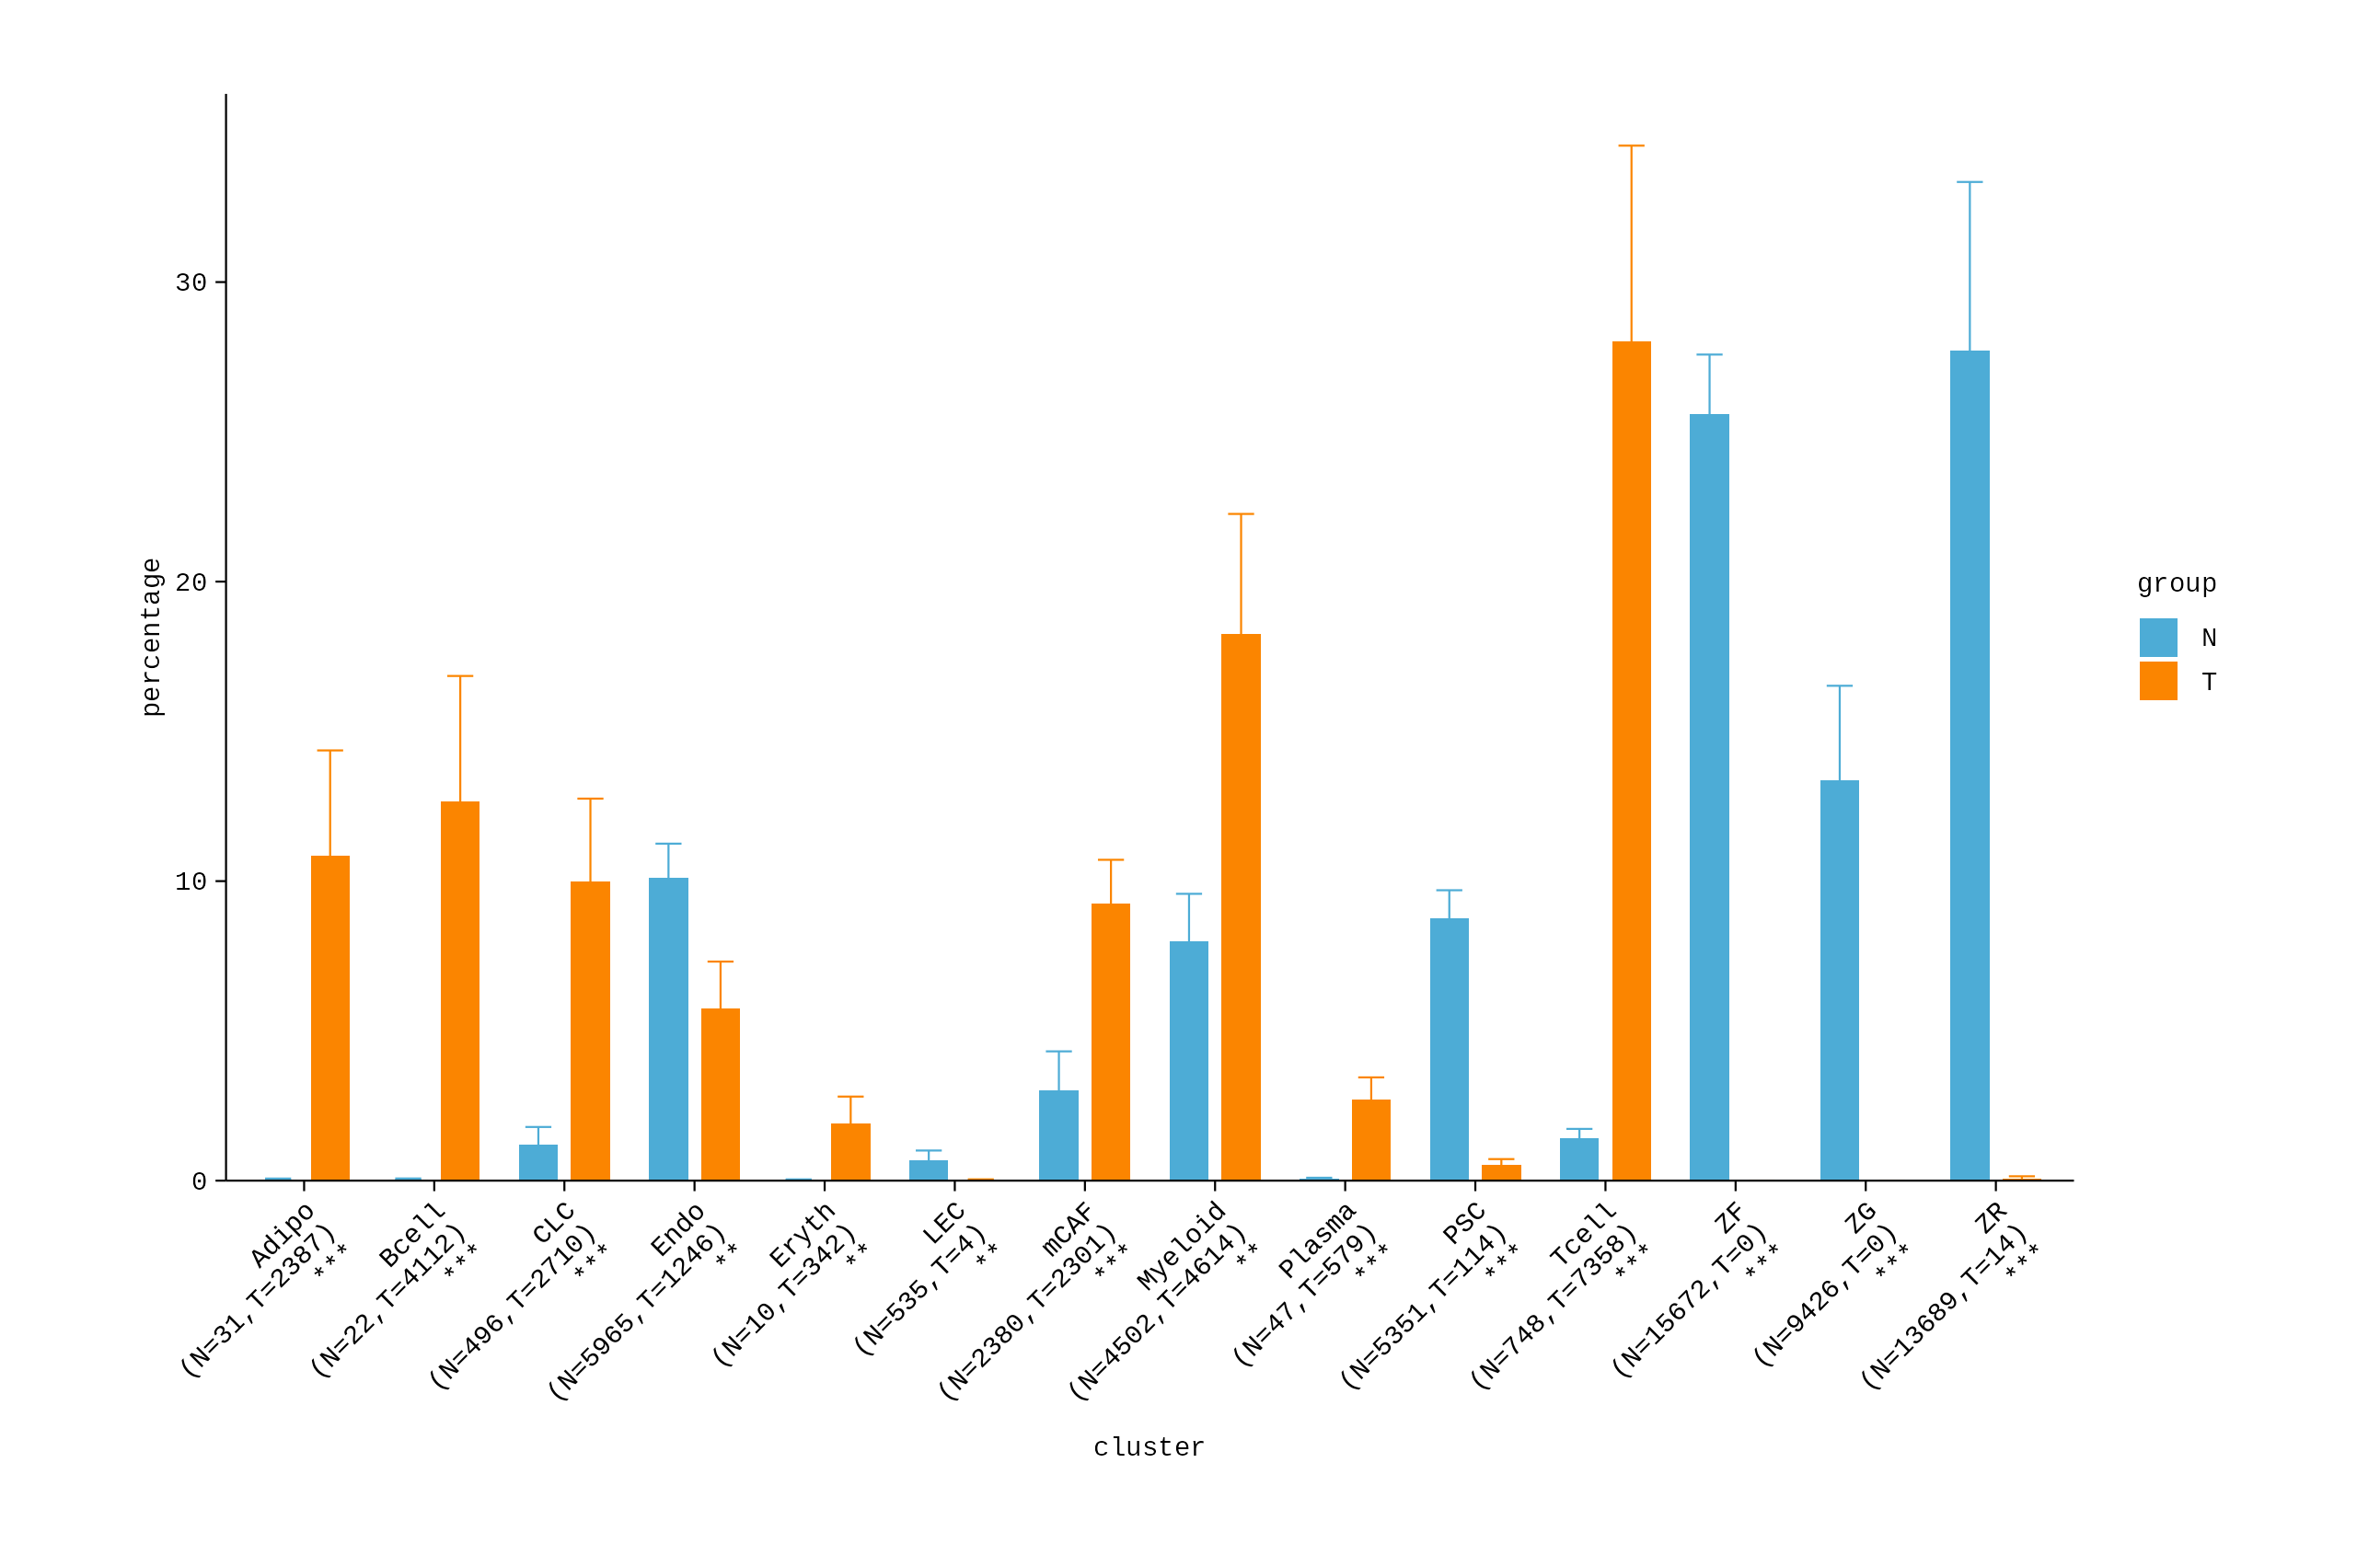 percentage
30
20
10
0
Adipo
(N=31,T=2387)
***
Bcell
(N=22,T=4112)
***
CLC
(N=496,T=2710)
***
Endo
(N=5965,T=1246)
**
Eryth
(N=10,T=342)
**
LEC
(N=535,T=4)
**
mCAF
(N=2380,T=2301)
***
Myeloid
(N=4502,T=4614)
**
Plasma
(N=47,T=579)
***
PSC
(N=5351,T=114)
***
Tcell
(N=748,T=7358)
***
ZF
(N=15672,T=0)
***
ZG
(N=9426,T=0)
***
ZR
(N=13689,T=14)
***
cluster
group
N
T